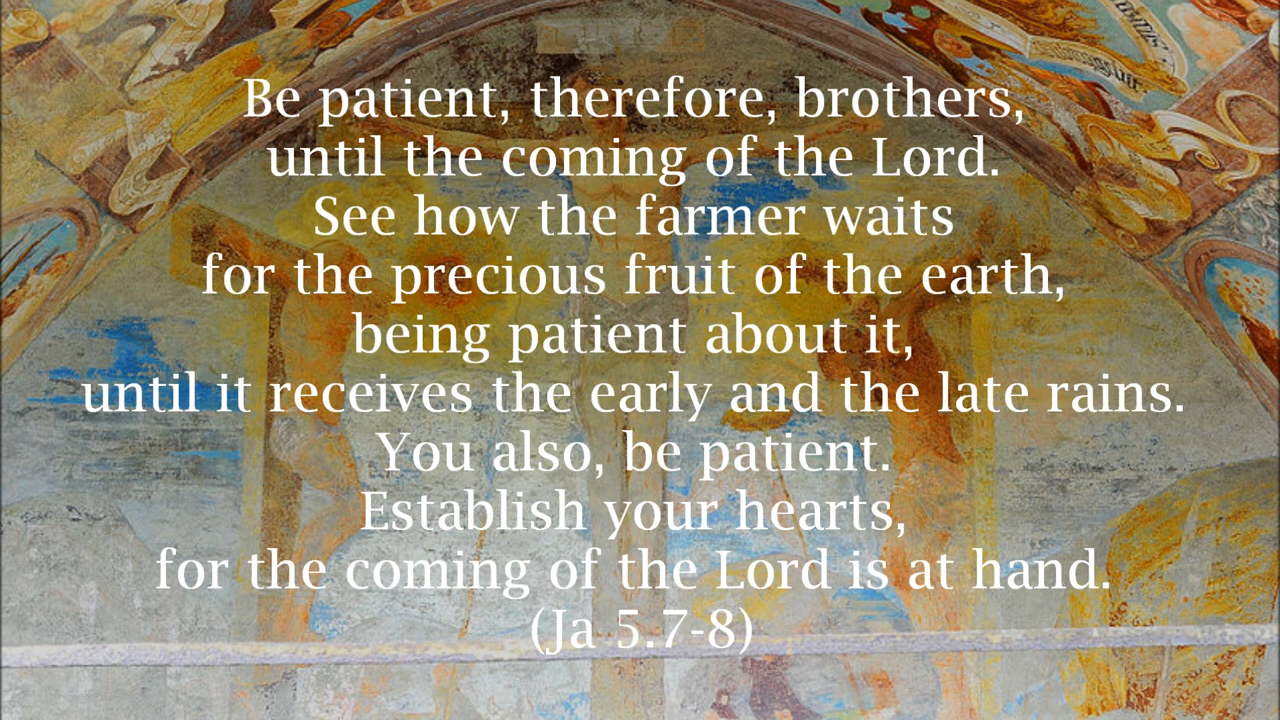 Be patient, therefore, brothers,
until the coming of the Lord.
See how the farmer waits
for the precious fruit of the earth,
being patient about it,
until it receives the early and the late rains.
You also, be patient.
Establish your hearts,
for the coming of the Lord is at hand.
(Ja 5.7-8)